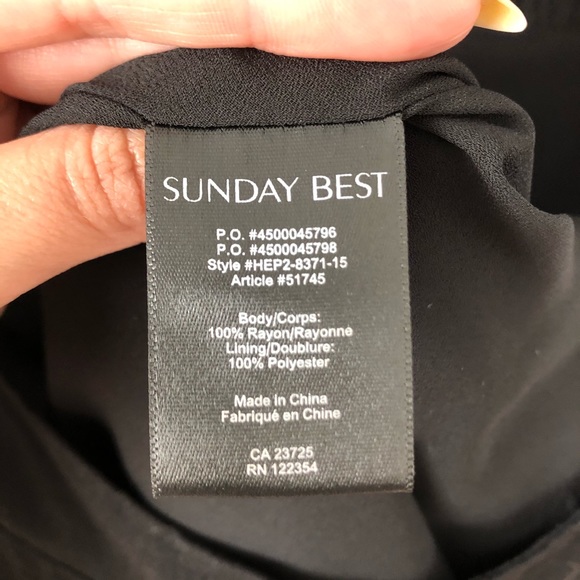 SUNDAY BEST
P.O. #4500045796
P.O. #4500045798
Style #HEP2-8371-15
Article #51745
Body/Corps:
100% Rayon/Rayonne
Lining/Doublure:
100% Polyester
Made in China
Fabriqué en Chine
CA 23725
RN 122354